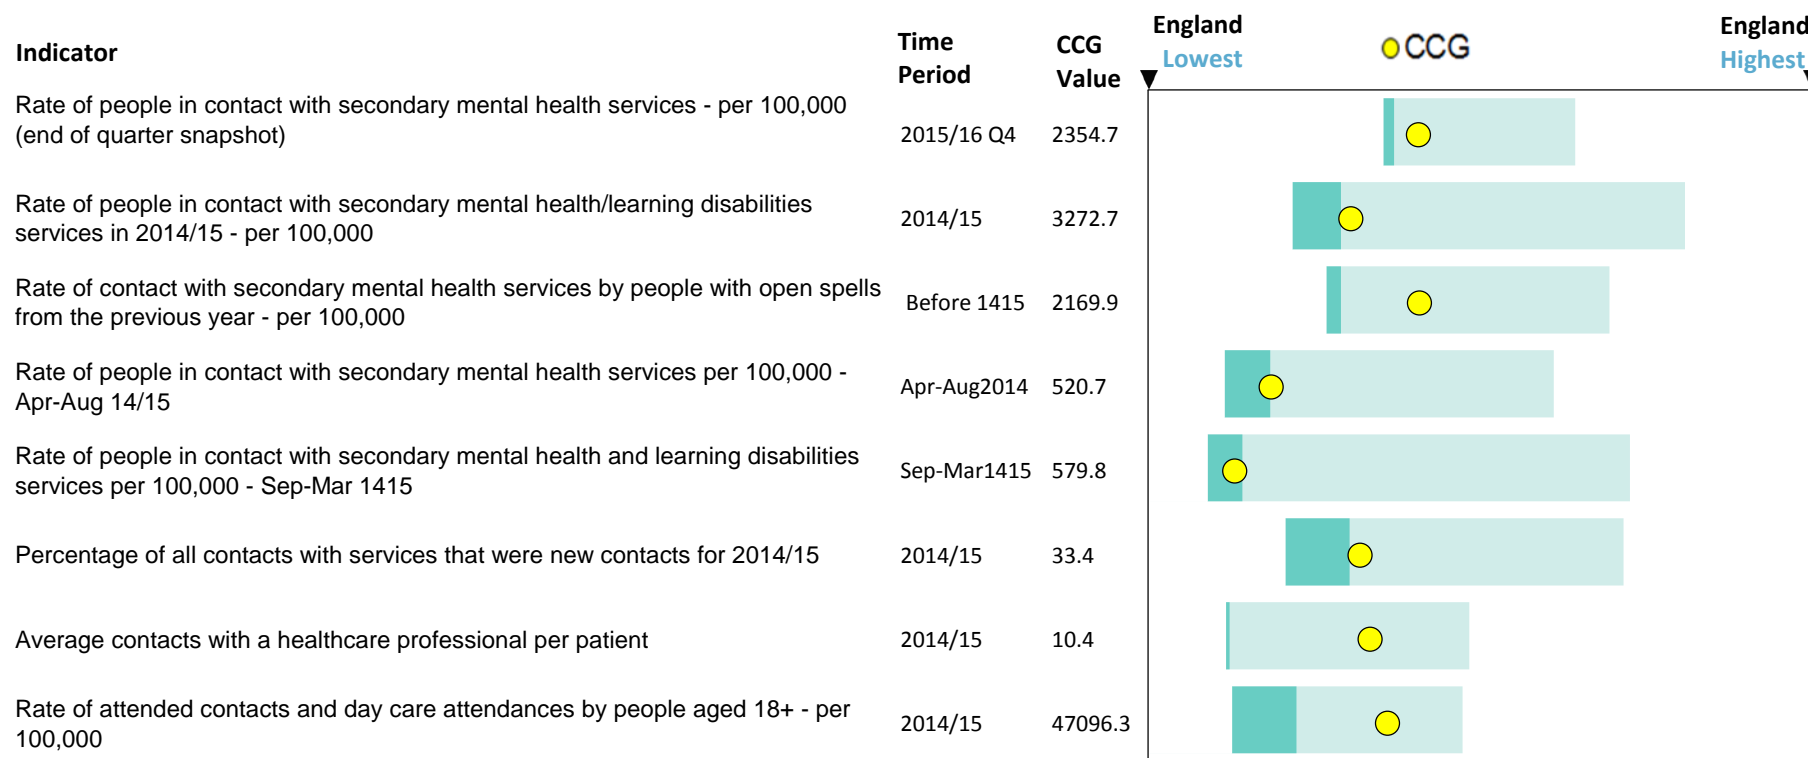 Indicator
Time
Period
CCG
Value
England
Lowest
CCG
England
Highest
Rate of people in contact with secondary mental health services - per 100,000
(end of quarter snapshot)
2015/16 Q4
2354.7
Rate of people in contact with secondary mental health/learning disabilities
services in 2014/15 - per 100,000
2014/15
3272.7
Rate of contact with secondary mental health services by people with open spells
from the previous year - per 100,000
Before 1415
2169.9
Rate of people in contact with secondary mental health services per 100,000 -
Apr-Aug 14/15
Apr-Aug2014
520.7
Rate of people in contact with secondary mental health and learning disabilities
services per 100,000 - Sep-Mar 1415
Sep-Mar1415
579.8
Percentage of all contacts with services that were new contacts for 2014/15
2014/15
33.4
Average contacts with a healthcare professional per patient
2014/15
10.4
Rate of attended contacts and day care attendances by people aged 18+ - per
100,000
2014/15
47096.3